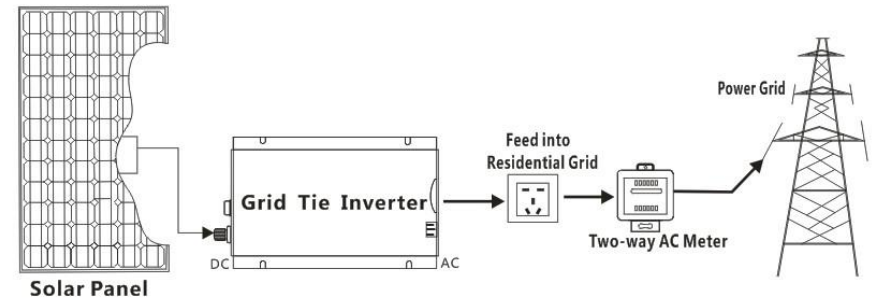 Solar Panel
DC
Grid Tie Inverter
AC
Feed into
Residential Grid
Two-way AC Meter
Power Grid